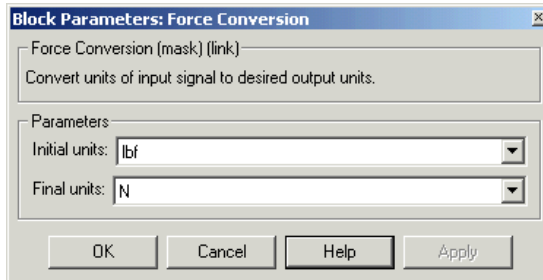 Block Parameters: Force Conversion
Force Conversion (mask) (link)
Convert units of input signal to desired output units.
Parameters
Initial units: lbf
Final units: N
OK Cancel Help Apply